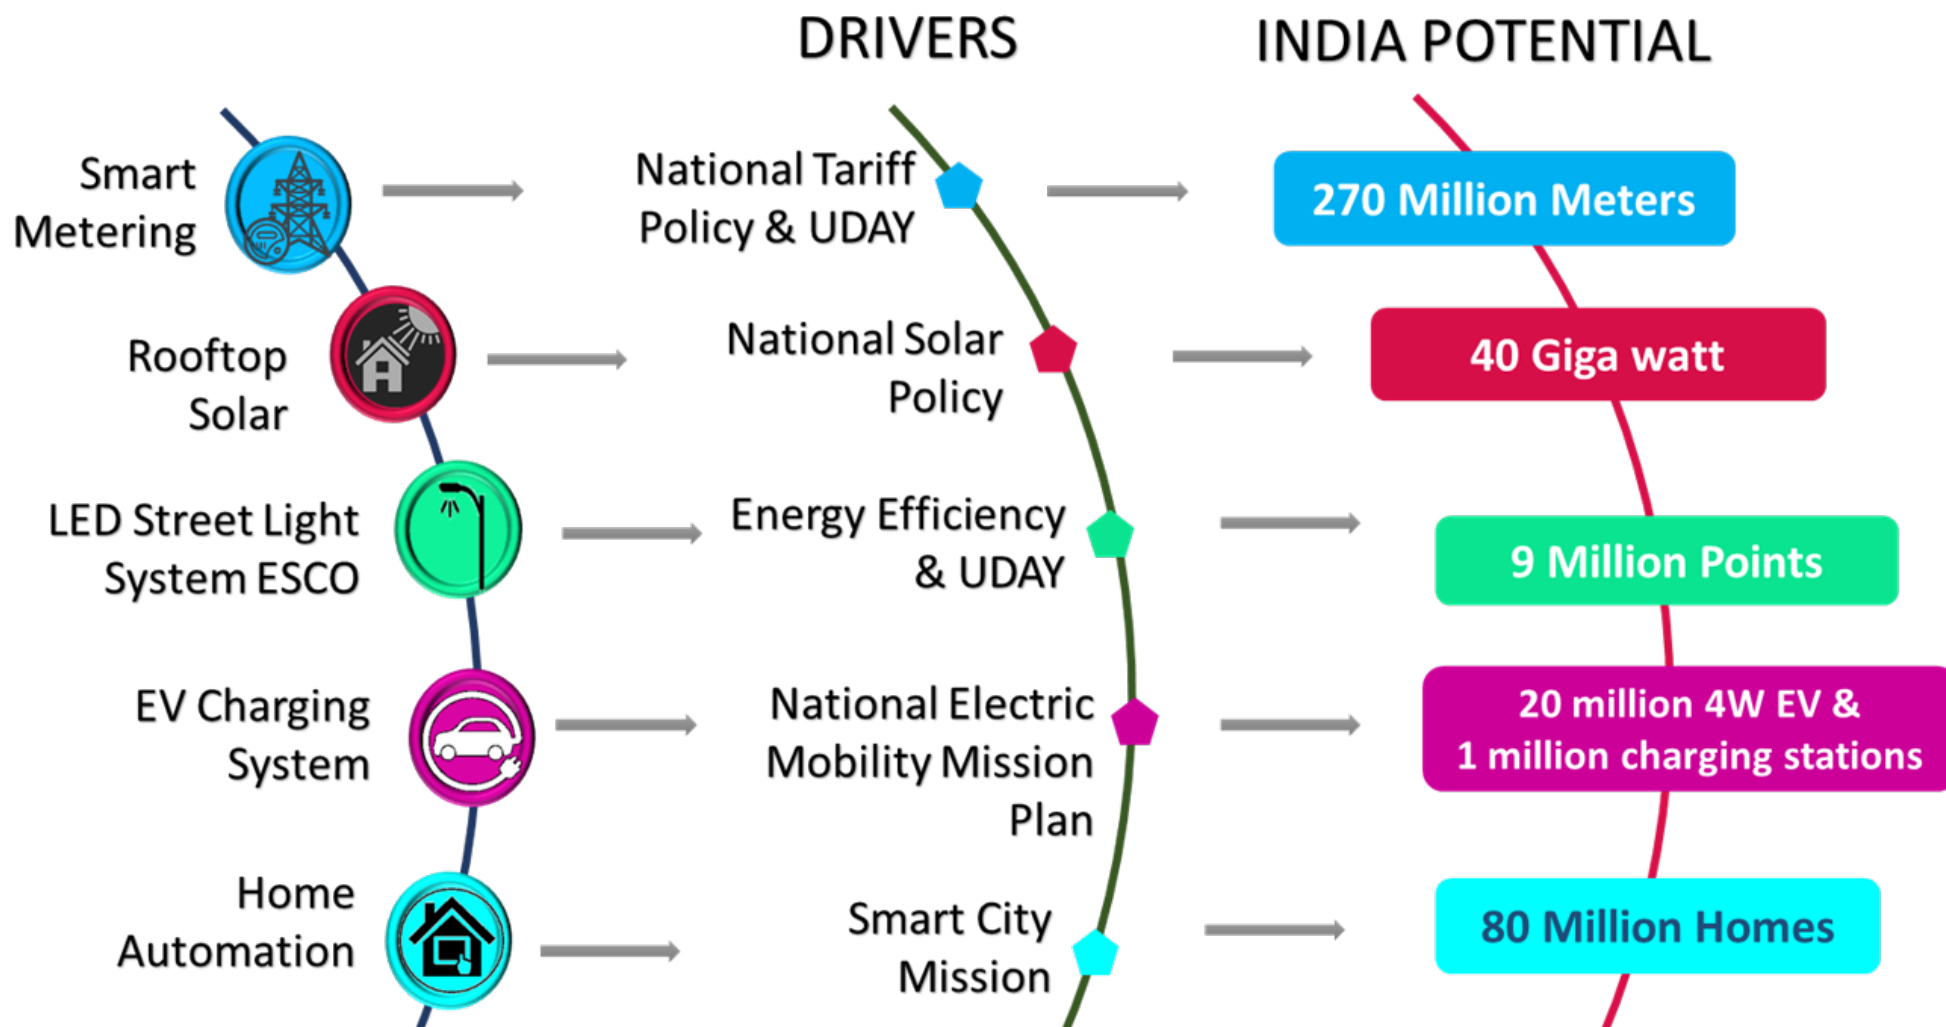 DRIVERS
INDIA POTENTIAL
Smart
Metering
National Tariff
Policy & UDAY
270 Million Meters
Rooftop
Solar
National Solar
Policy
40 Giga watt
LED Street Light
System ESCO
Energy Efficiency
& UDAY
9 Million Points
EV Charging
System
National Electric
Mobility Mission
Plan
20 million 4W EV &
1 million charging stations
Home
Automation
Smart City
Mission
80 Million Homes